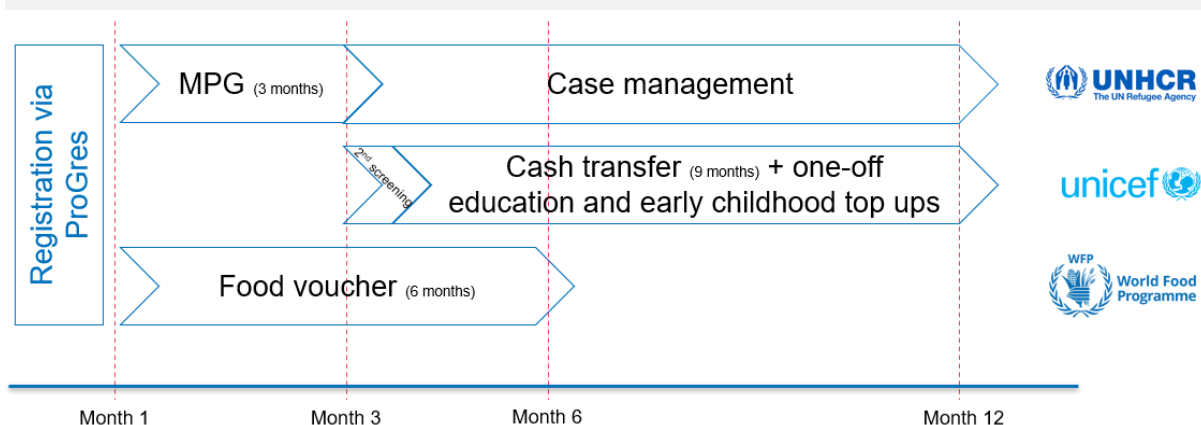 Registration via
ProGres
MPG (3 months)
Case management
UNHCR
The UN Refugee Agency
2nd screening
Cash transfer (9 months) + one-off
education and early childhood top ups
unicef
Food voucher (6 months)
WFP
World Food
Programme
Month 1
Month 3
Month 6
Month 12